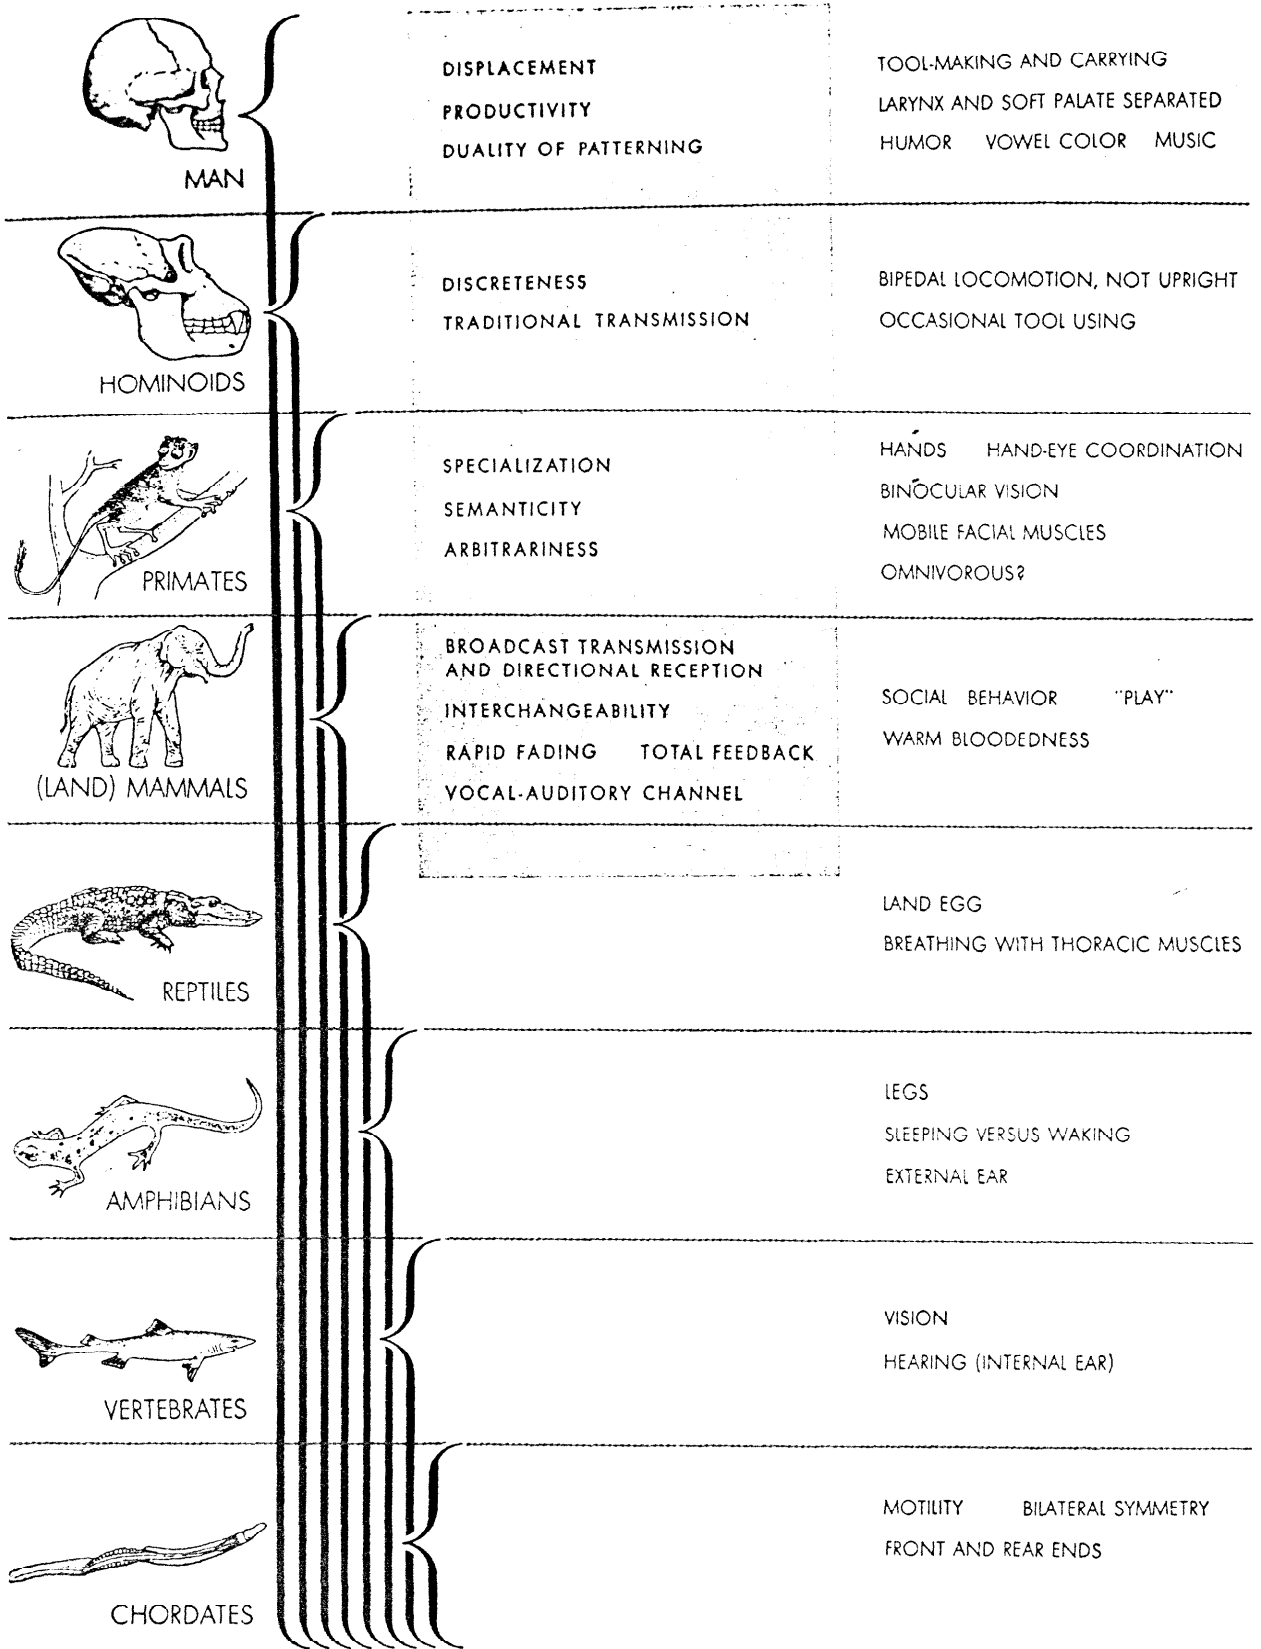 DISPLACEMENT
PRODUCTIVITY
DUALITY OF PATTERNING
TOOL-MAKING AND CARRYING
LARYNX AND SOFT PALATE SEPARATED
HUMOR VOWEL COLOR MUSIC
MAN
DISCRETENESS
TRADITIONAL TRANSMISSION
BIPEDAL LOCOMOTION, NOT UPRIGHT
OCCASIONAL TOOL USING
HOMINOIDS
SPECIALIZATION
SEMANTICITY
ARBITRARINESS
HANDS HAND-EYE COORDINATION
BINOCULAR VISION
MOBILE FACIAL MUSCLES
OMNIVOROUS?
PRIMATES
BROADCAST TRANSMISSION
AND DIRECTIONAL RECEPTION
INTERCHANGEABILITY
RAPID FADING TOTAL FEEDBACK
VOCAL-AUDITORY CHANNEL
SOCIAL BEHAVIOR "PLAY"
WARM BLOODEDNESS
(LAND) MAMMALS
LAND EGG
BREATHING WITH THORACIC MUSCLES
REPTILES
LEGS
SLEEPING VERSUS WAKING
EXTERNAL EAR
AMPHIBIANS
VISION
HEARING (INTERNAL EAR)
VERTEBRATES
MOTILITY BILATERAL SYMMETRY
FRONT AND REAR ENDS
CHORDATES